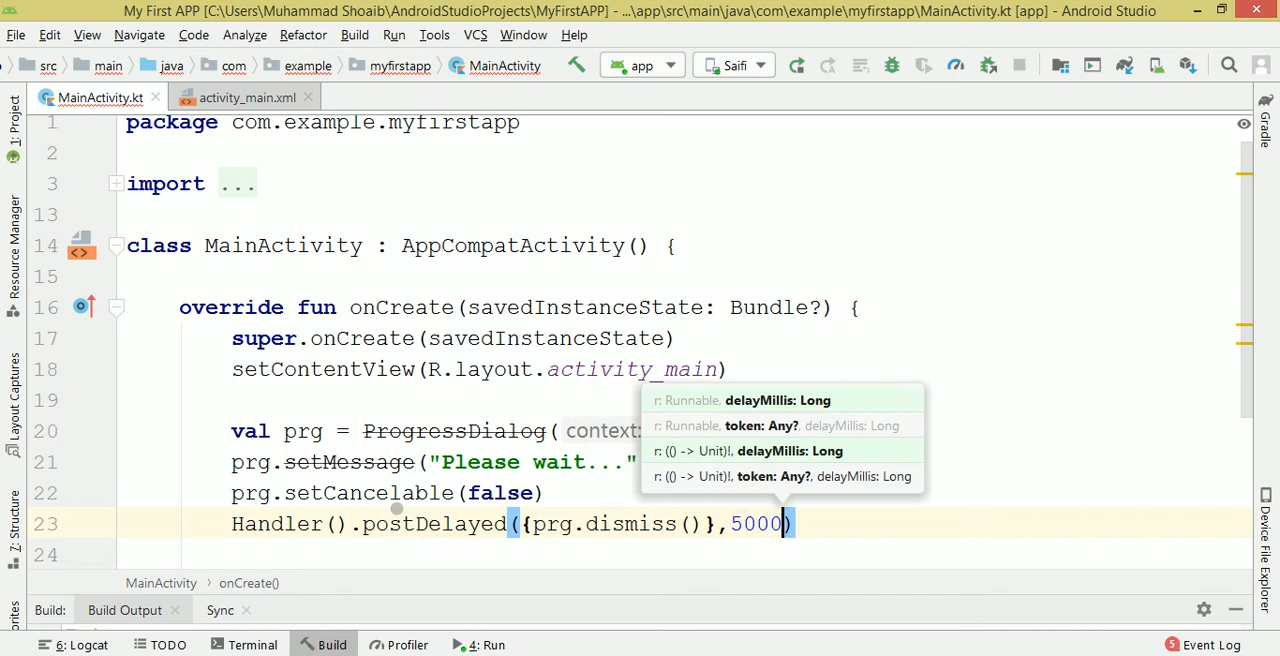 My First APP [C:\Users\Muhammad Shoaib\AndroidStudioProjects\MyFirstAPP] - ...\app\src\main\java\com\example\myfirstapp\MainActivity.kt [app] - Android Studio
File Edit View Navigate Code Analyze Refactor Build Run Tools VCS Window Help
src main java com example myfirstapp MainActivity app Saifi
MainActivity.kt activity_main.xml
1: Project
Resource Manager
Layout Captures
7: Structure
Gradle
Device File Explorer
1 package com.example.myfirstapp
2
3 import ...
13
14 class MainActivity : AppCompatActivity() {
15
16 override fun onCreate(savedInstanceState: Bundle?) {
17 super.onCreate(savedInstanceState)
18 setContentView(R.layout.activity_main)
19
20 val prg = ProgressDialog( context:
21 prg.setMessage("Please wait..."
22 prg.setCancelable(false)
23 Handler().postDelayed({prg.dismiss()},5000)
24
r: Runnable, delayMillis: Long
r: Runnable, token: Any?, delayMillis: Long
r: (() -> Unit)!, delayMillis: Long
r: (() -> Unit)!, token: Any?, delayMillis: Long
MainActivity › onCreate()
Build: Build Output Sync
6: Logcat TODO Terminal Build Profiler 4: Run 5 Event Log